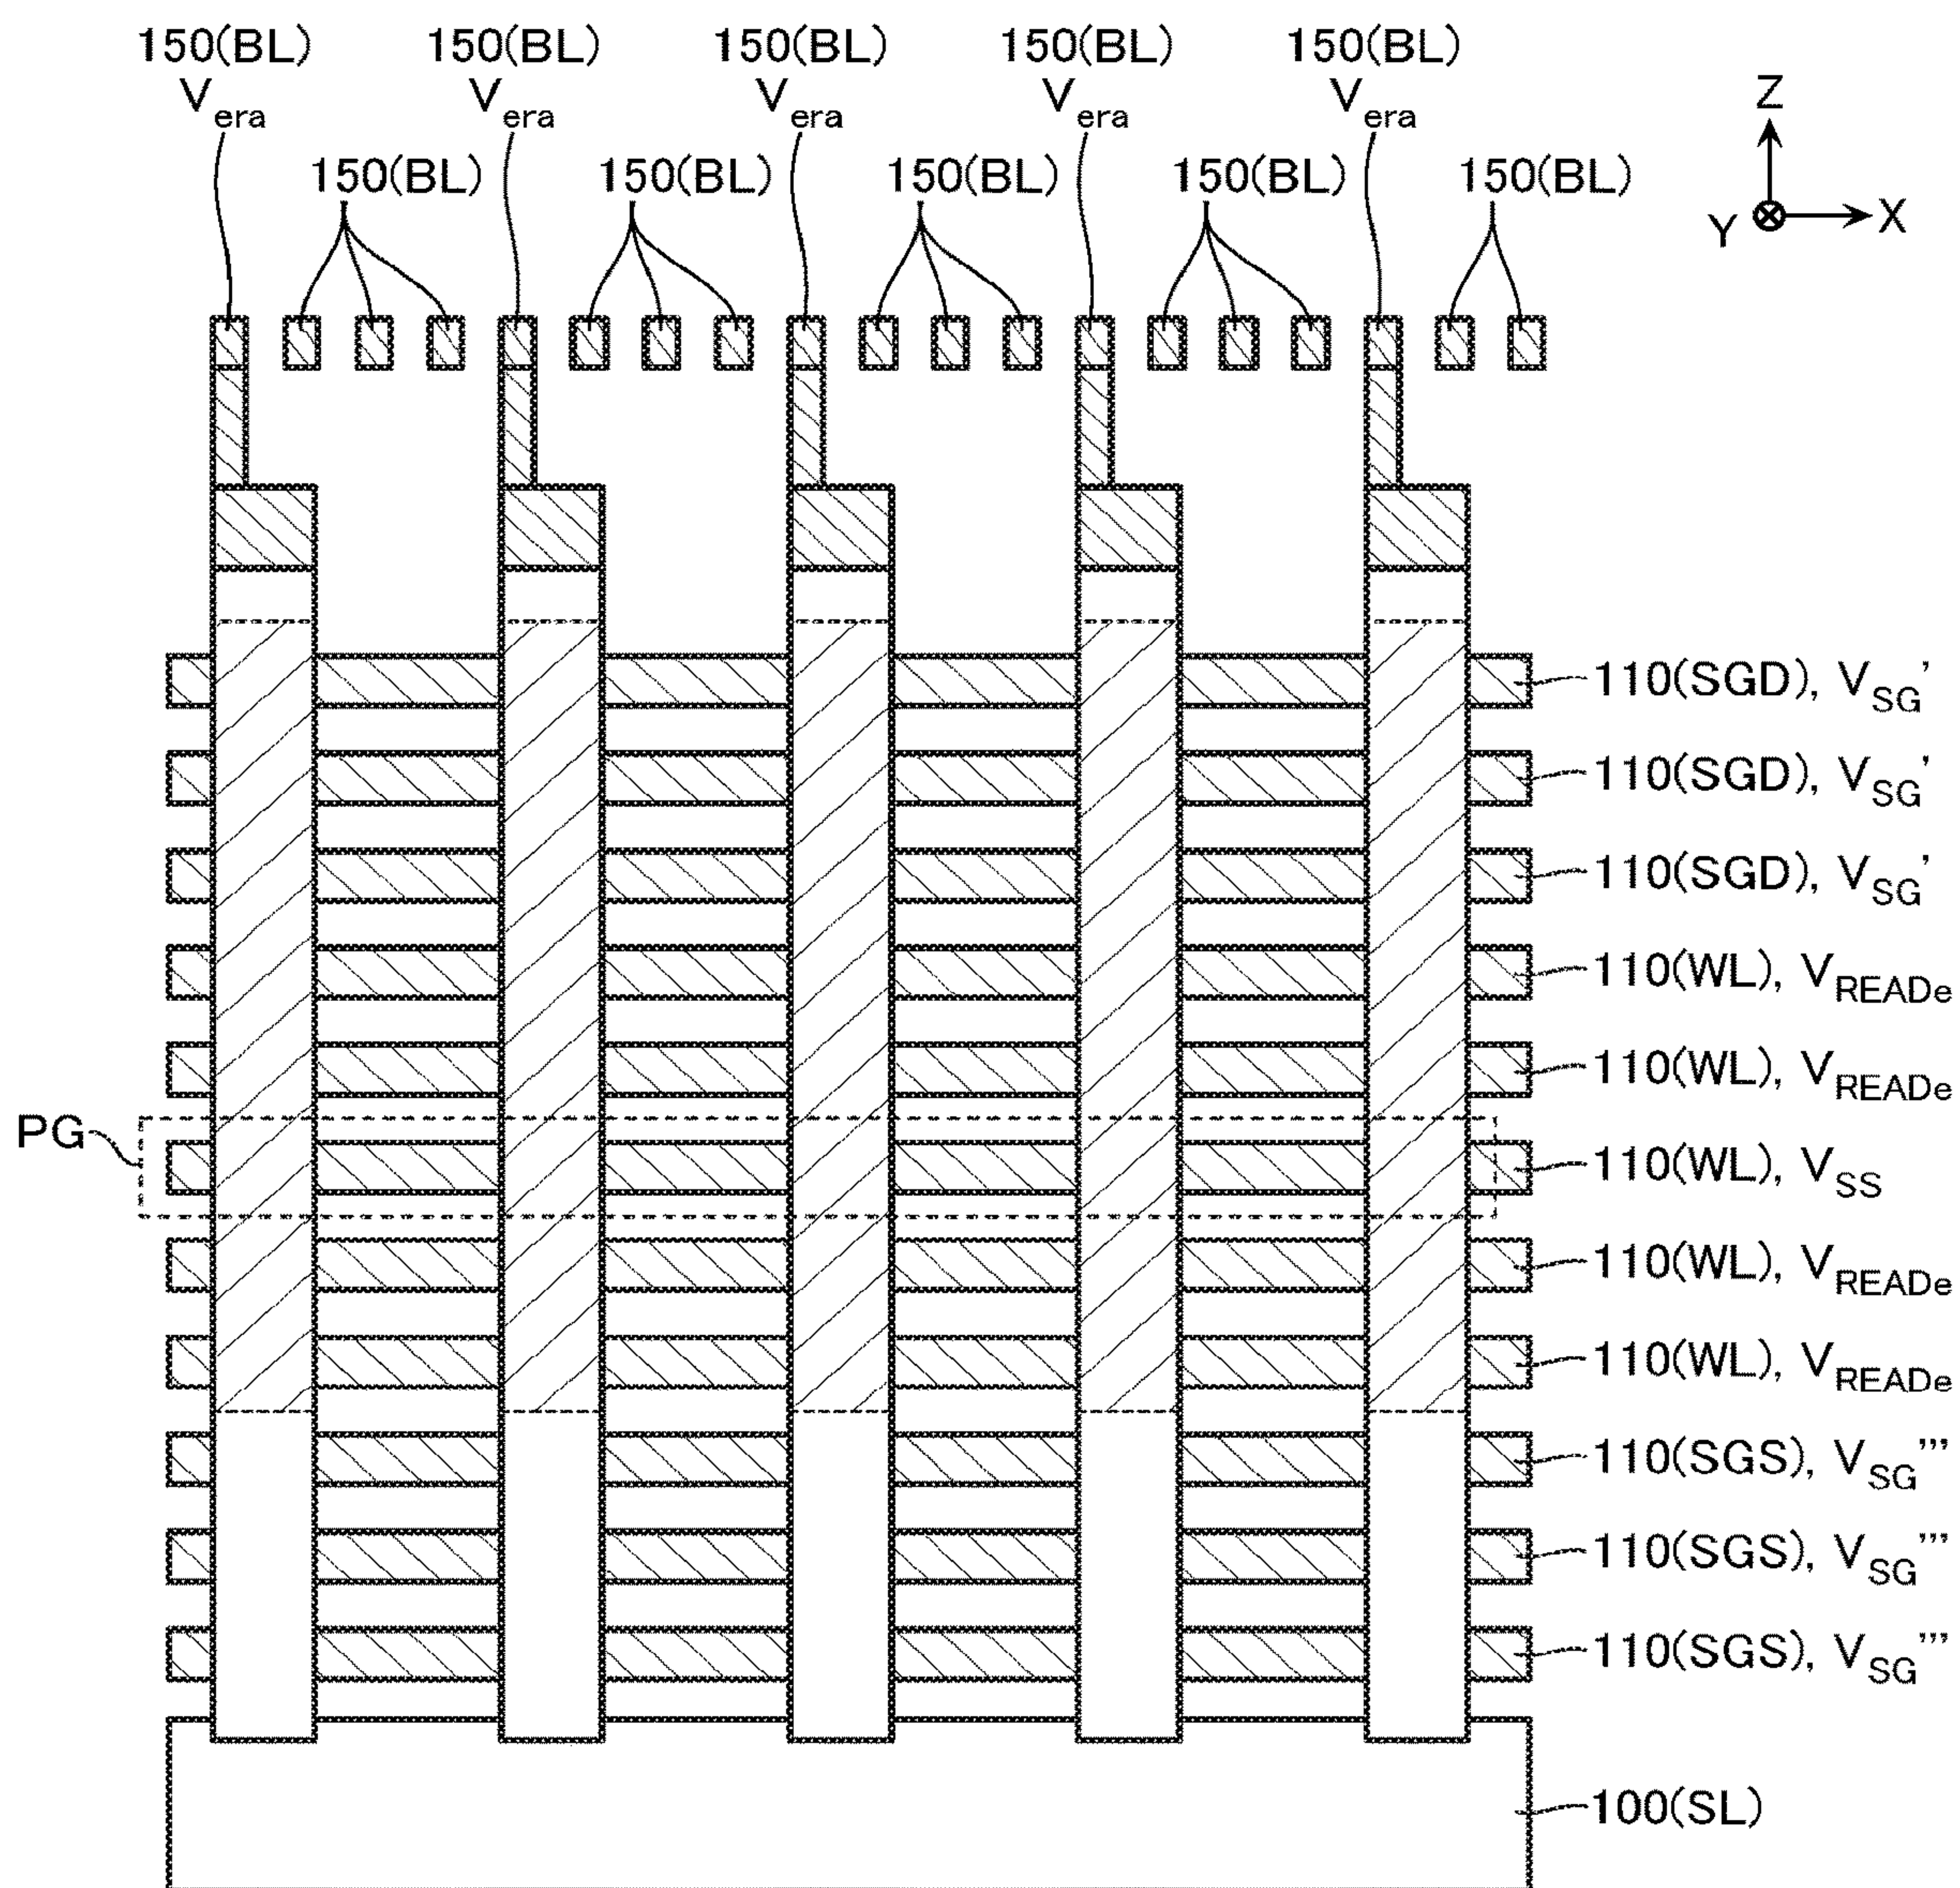 150(BL) 150(BL) 150(BL) 150(BL) 150(BL)
Vera Vera Vera Vera Vera
Z
150(BL) 150(BL) 150(BL) 150(BL) 150(BL)
Y X
110(SGD), VSG'
110(SGD), VSG'
110(SGD), VSG'
110(WL), VREADe
110(WL), VREADe
PG 110(WL), VSS
110(WL), VREADe
110(WL), VREADe
110(SGS), VSG'''
110(SGS), VSG'''
110(SGS), VSG'''
100(SL)